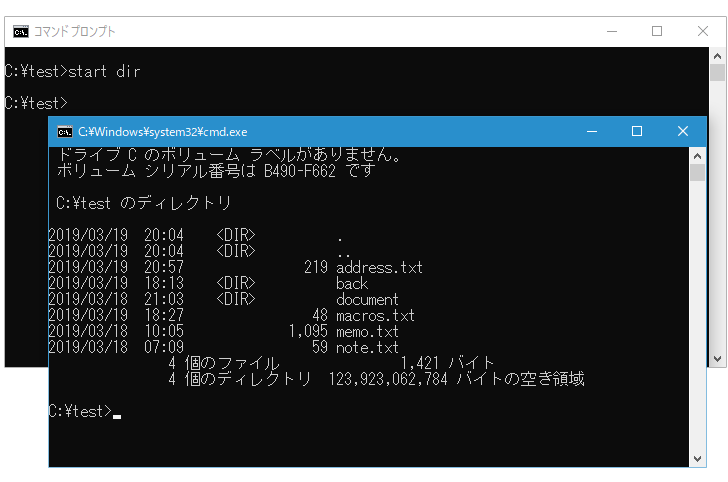 コマンド プロンプト
C:¥test>start dir
C:¥test>
C:¥Windows¥system32¥cmd.exe
ドライブ C のボリューム ラベルがありません。
ボリューム シリアル番号は B490-F662 です
C:¥test のディレクトリ
2019/03/19  20:04    <DIR>          .
2019/03/19  20:04    <DIR>          ..
2019/03/19  20:57               219 address.txt
2019/03/19  18:13    <DIR>          back
2019/03/18  21:03    <DIR>          document
2019/03/19  18:27                48 macros.txt
2019/03/18  10:05             1,095 memo.txt
2019/03/18  07:09                59 note.txt
4 個のファイル               1,421 バイト
4 個のディレクトリ  123,923,062,784 バイトの空き領域
C:¥test>